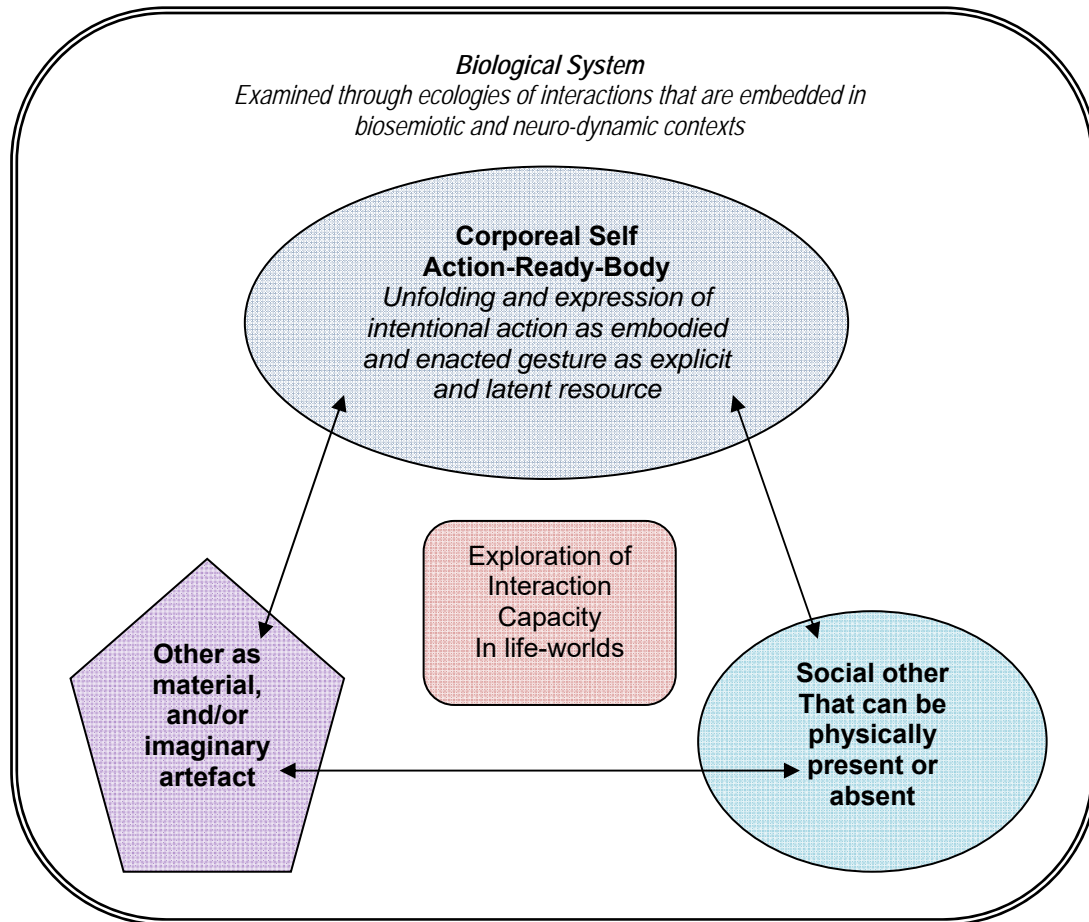 Biological System
Examined through ecologies of interactions that are embedded in
biosemiotic and neuro-dynamic contexts
Corporeal Self
Action-Ready-Body
Unfolding and expression of
intentional action as embodied
and enacted gesture as explicit
and latent resource
Exploration of
Interaction
Capacity
In life-worlds
Other as
material,
and/or
imaginary
artefact
Social other
That can be
physically
present or
absent